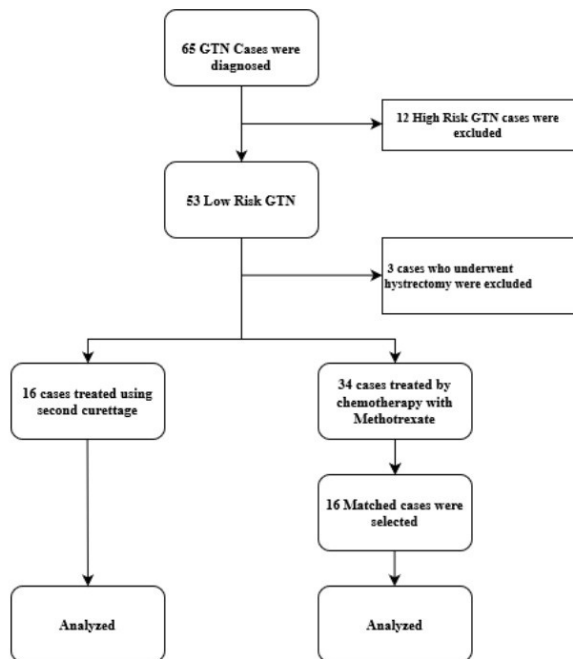 65 GTN Cases were
diagnosed
12 High Risk GTN cases were
excluded
53 Low Risk GTN
3 cases who underwent
hystrectomy were excluded
16 cases treated using
second curettage
34 cases treated by
chemotherapy with
Methotrexate
16 Matched cases were
selected
Analyzed
Analyzed